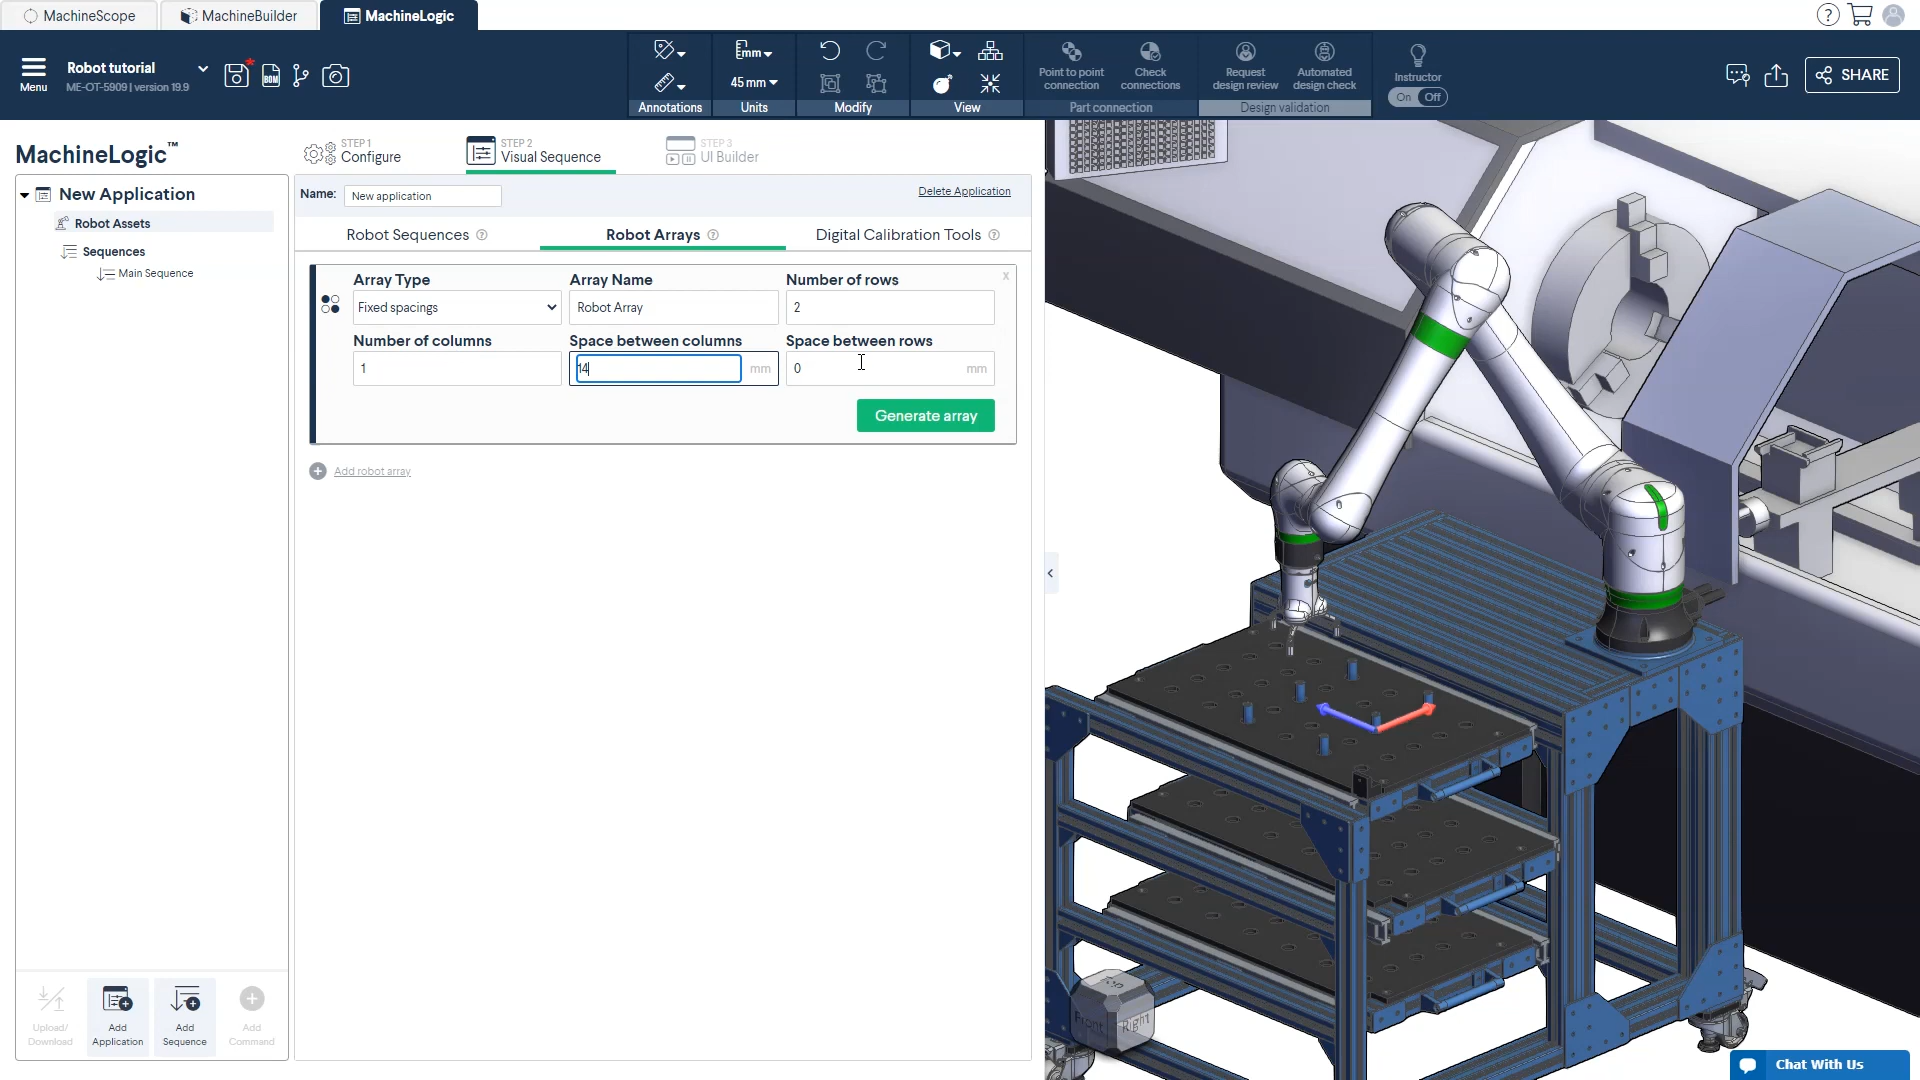 MachineScope
MachineBuilder
MachineLogic
?
Menu
Robot tutorial
ME-OT-5909 | version 19.9
BOM
mm
45 mm
Annotations
Units
Modify
View
Point to point
connection
Check
connections
Part connection
Request
design review
Automated
design check
Design validation
Instructor
On Off
SHARE
MachineLogic™
STEP 1
Configure
STEP 2
Visual Sequence
STEP 3
UI Builder
New Application
Robot Assets
Sequences
Main Sequence
Name: New application
Delete Application
Robot Sequences ?
Robot Arrays ?
Digital Calibration Tools ?
x
Array Type
Array Name
Number of rows
Fixed spacings
Robot Array
2
Number of columns
Space between columns
Space between rows
1
14 mm
0 mm
Generate array
Add robot array
Upload/
Download
Add
Application
Add
Sequence
Add
Command
Top
Front
Right
Chat With Us